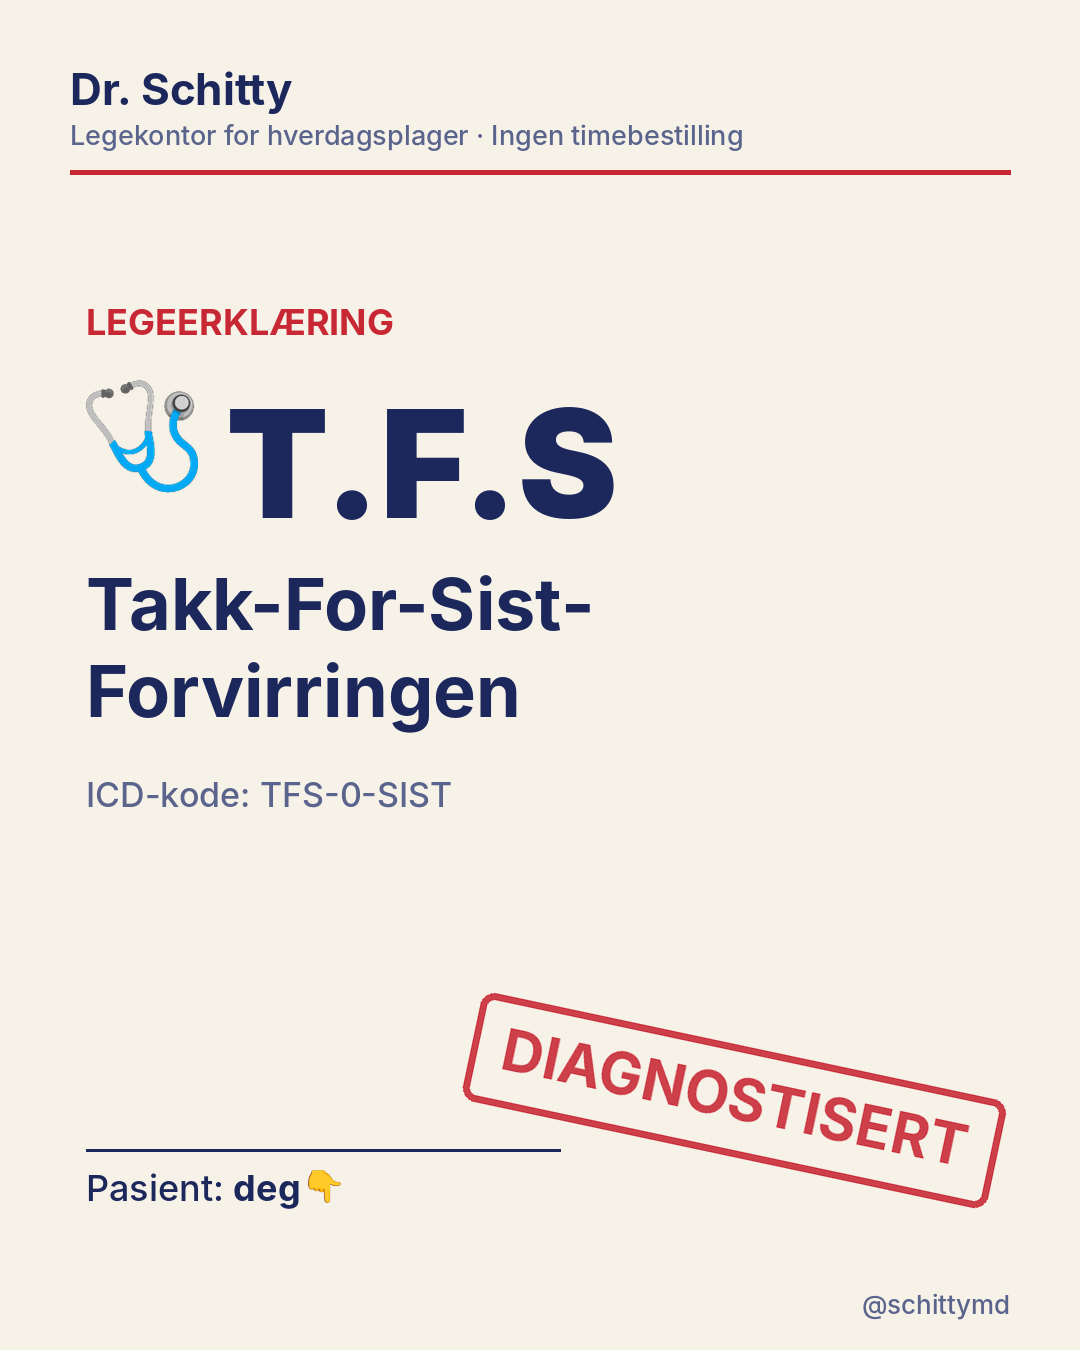 Dr. Schitty
Legekontor for hverdagsplager · Ingen timebestilling
LEGEERKLÆRING
🩺 T.F.S
Takk-For-Sist-
Forvirringen
ICD-kode: TFS-0-SIST
DIAGNOSTISERT
Pasient: deg👇
@schittymd